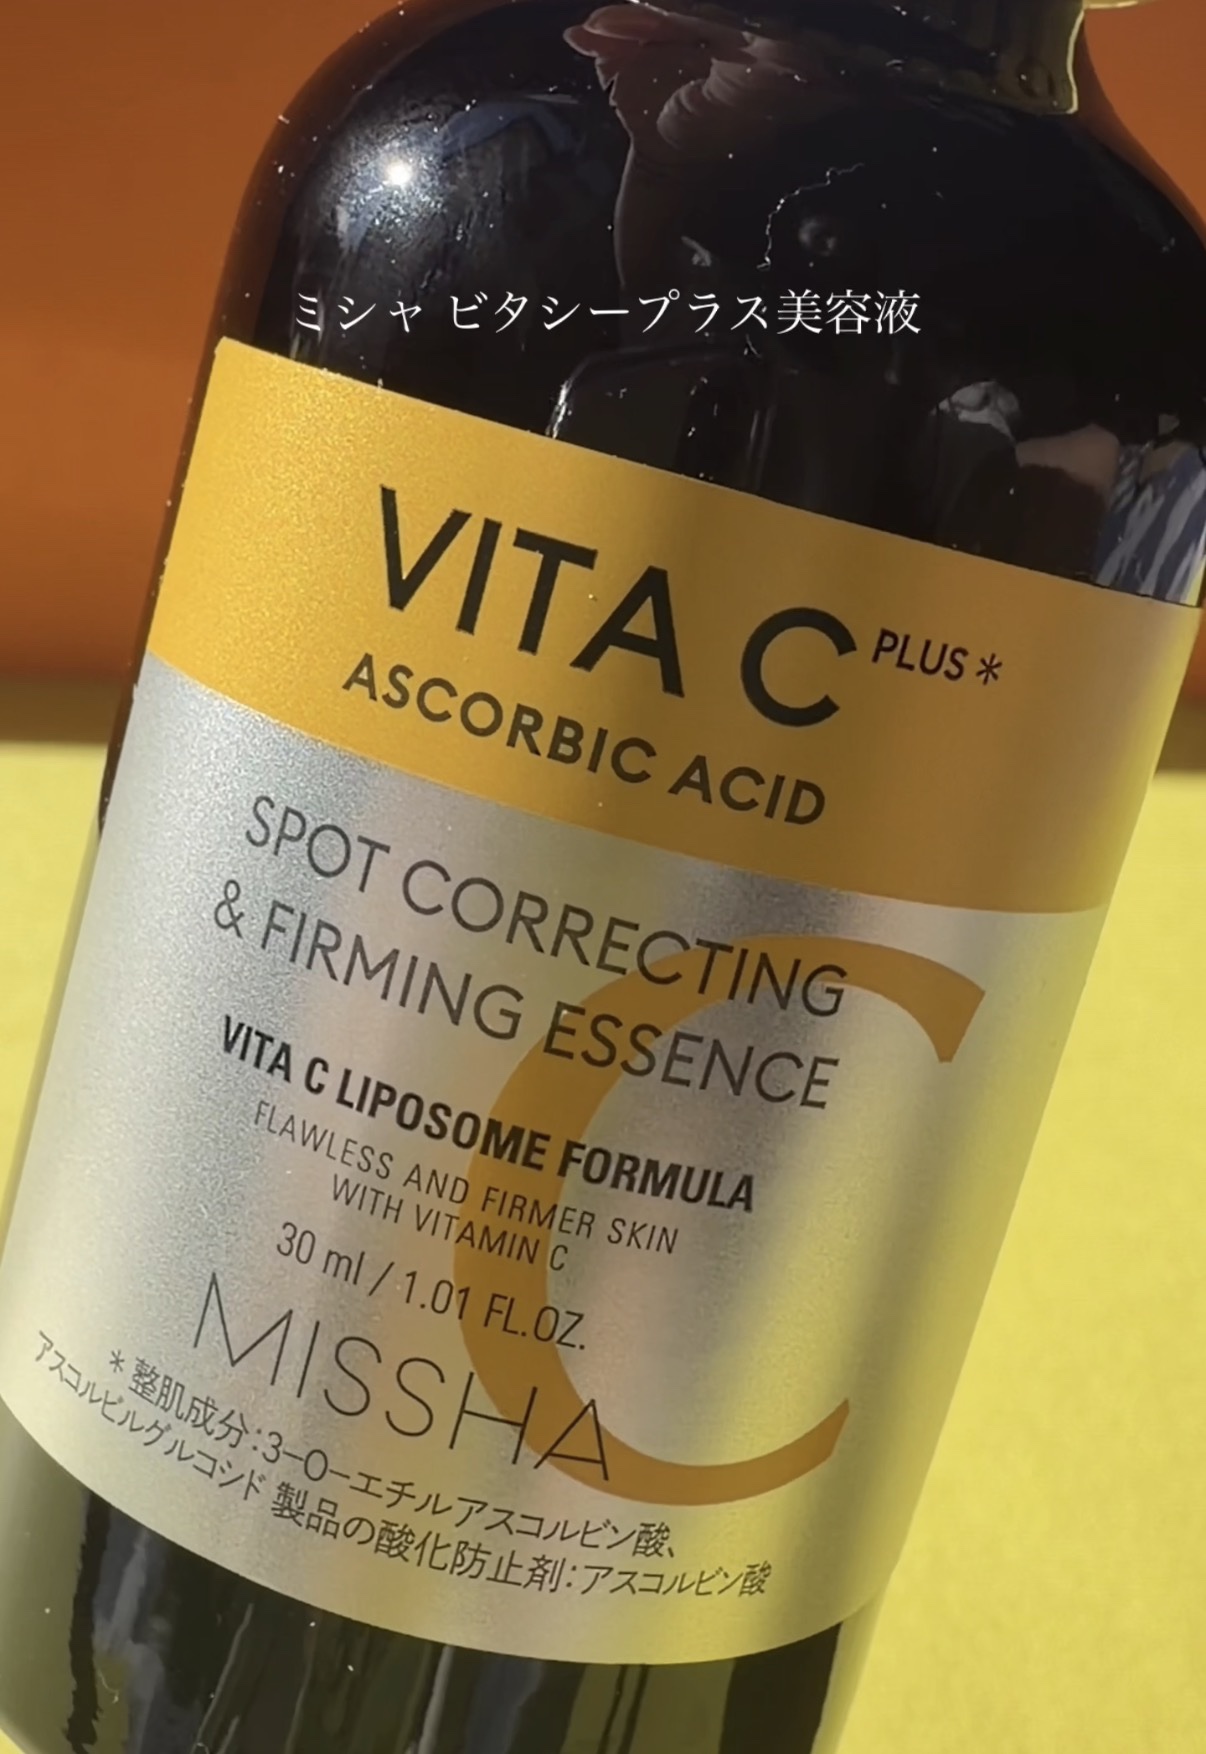 ミシャ ビタシープラス美容液
VITA C PLUS*
ASCORBIC ACID
SPOT CORRECTING
& FIRMING ESSENCE
VITA C LIPOSOME FORMULA
FLAWLESS AND FIRMER SKIN
WITH VITAMIN C
30 ml / 1.01 FL.OZ.
MISSHA
*整肌成分:3-O-エチルアスコルビン酸、
アスコルビルグルコシド 製品の酸化防止剤:アスコルビン酸